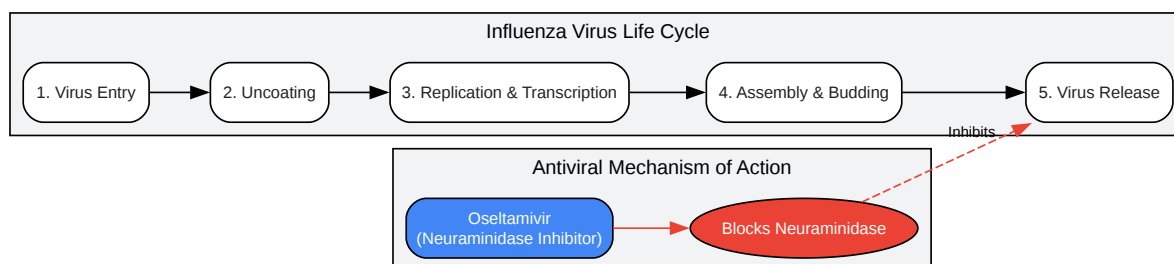 Influenza Virus Life Cycle
1. Virus Entry
2. Uncoating
3. Replication & Transcription
4. Assembly & Budding
5. Virus Release
Inhibits
Antiviral Mechanism of Action
Oseltamivir
(Neuraminidase Inhibitor)
Blocks Neuraminidase